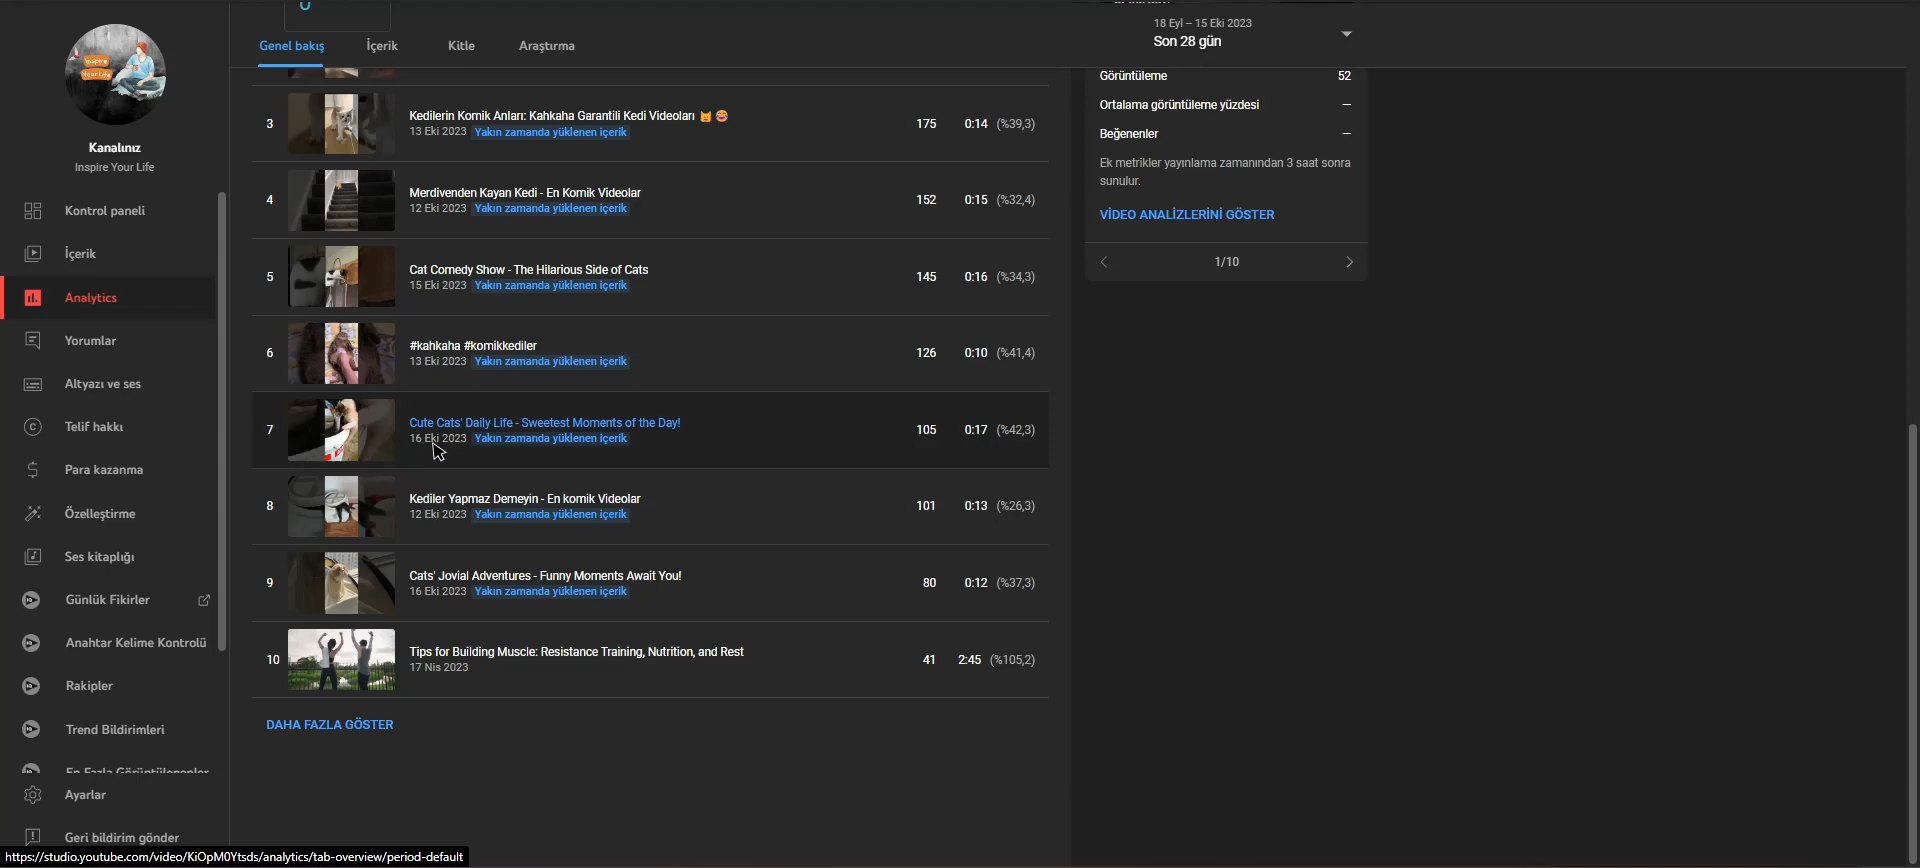 Inspire
Your Life
Kanalınız
Inspire Your Life
Kontrol paneli
İçerik
Analytics
Yorumlar
Altyazı ve ses
Telif hakkı
Para kazanma
Özelleştirme
Ses kitaplığı
Günlük Fikirler
Anahtar Kelime Kontrolü
Rakipler
Trend Bildirimleri
En Fazla Görüntülenenler
Ayarlar
Geri bildirim gönder
https://studio.youtube.com/video/KiOpM0Ytsds/analytics/tab-overview/period-default
Genel bakış İçerik Kitle Araştırma
18 Eyl – 15 Eki 2023
Son 28 gün
3 Kedilerin Komik Anları: Kahkaha Garantili Kedi Videoları 😸😂 175 0:14 (%39,3)
13 Eki 2023 Yakın zamanda yüklenen içerik
4 Merdivenden Kayan Kedi - En Komik Videolar 152 0:15 (%32,4)
12 Eki 2023 Yakın zamanda yüklenen içerik
5 Cat Comedy Show - The Hilarious Side of Cats 145 0:16 (%34,3)
15 Eki 2023 Yakın zamanda yüklenen içerik
6 #kahkaha #komikkediler 126 0:10 (%41,4)
13 Eki 2023 Yakın zamanda yüklenen içerik
7 Cute Cats' Daily Life - Sweetest Moments of the Day! 105 0:17 (%42,3)
16 Eki 2023 Yakın zamanda yüklenen içerik
8 Kediler Yapmaz Demeyin - En komik Videolar 101 0:13 (%26,3)
12 Eki 2023 Yakın zamanda yüklenen içerik
9 Cats' Jovial Adventures - Funny Moments Await You! 80 0:12 (%37,3)
16 Eki 2023 Yakın zamanda yüklenen içerik
10 Tips for Building Muscle: Resistance Training, Nutrition, and Rest 41 2:45 (%105,2)
17 Nis 2023
DAHA FAZLA GÖSTER
Görüntüleme 52
Ortalama görüntüleme yüzdesi —
Beğenenler —
Ek metrikler yayınlama zamanından 3 saat sonra
sunulur.
VİDEO ANALİZLERİNİ GÖSTER
1/10